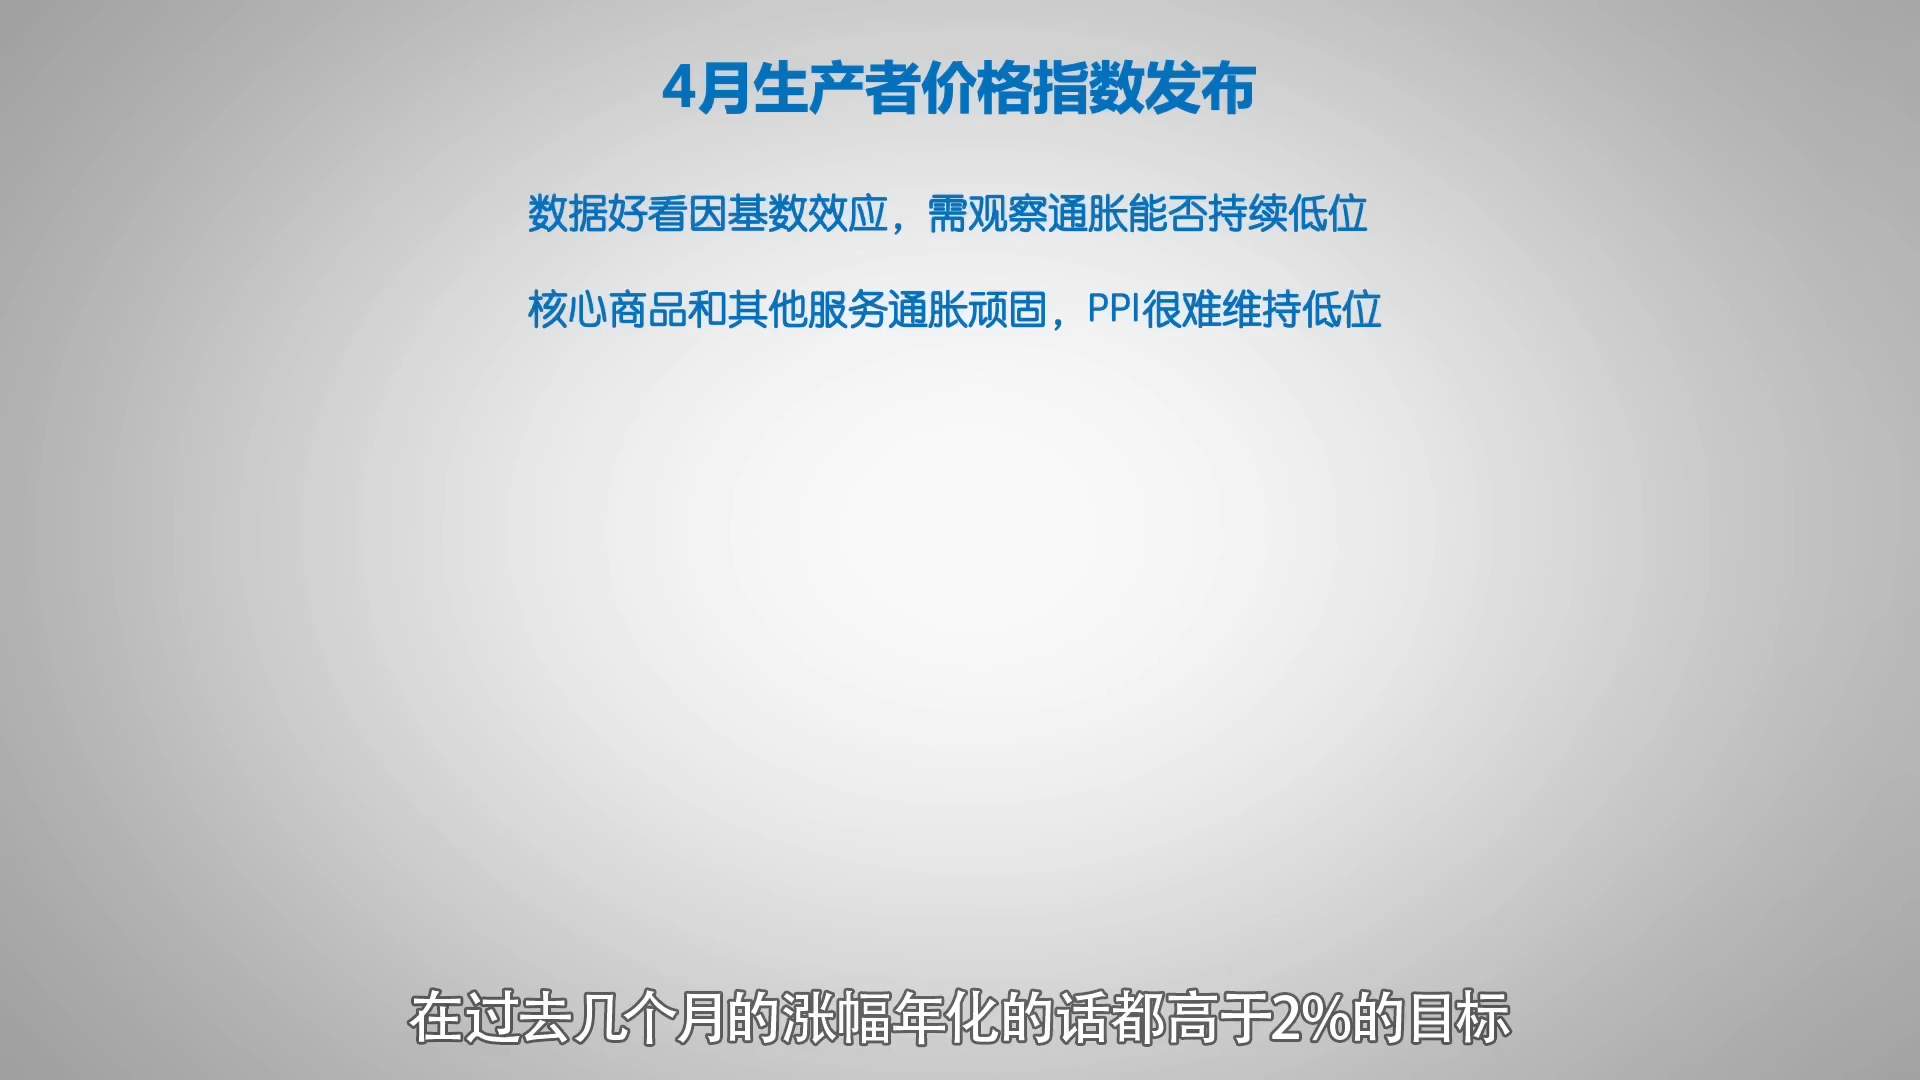 4月生产者价格指数发布
数据好看因基数效应，需观察通胀能否持续低位
核心商品和其他服务通胀顽固，PPI很难维持低位
在过去几个月的涨幅年化的话都高于2%的目标